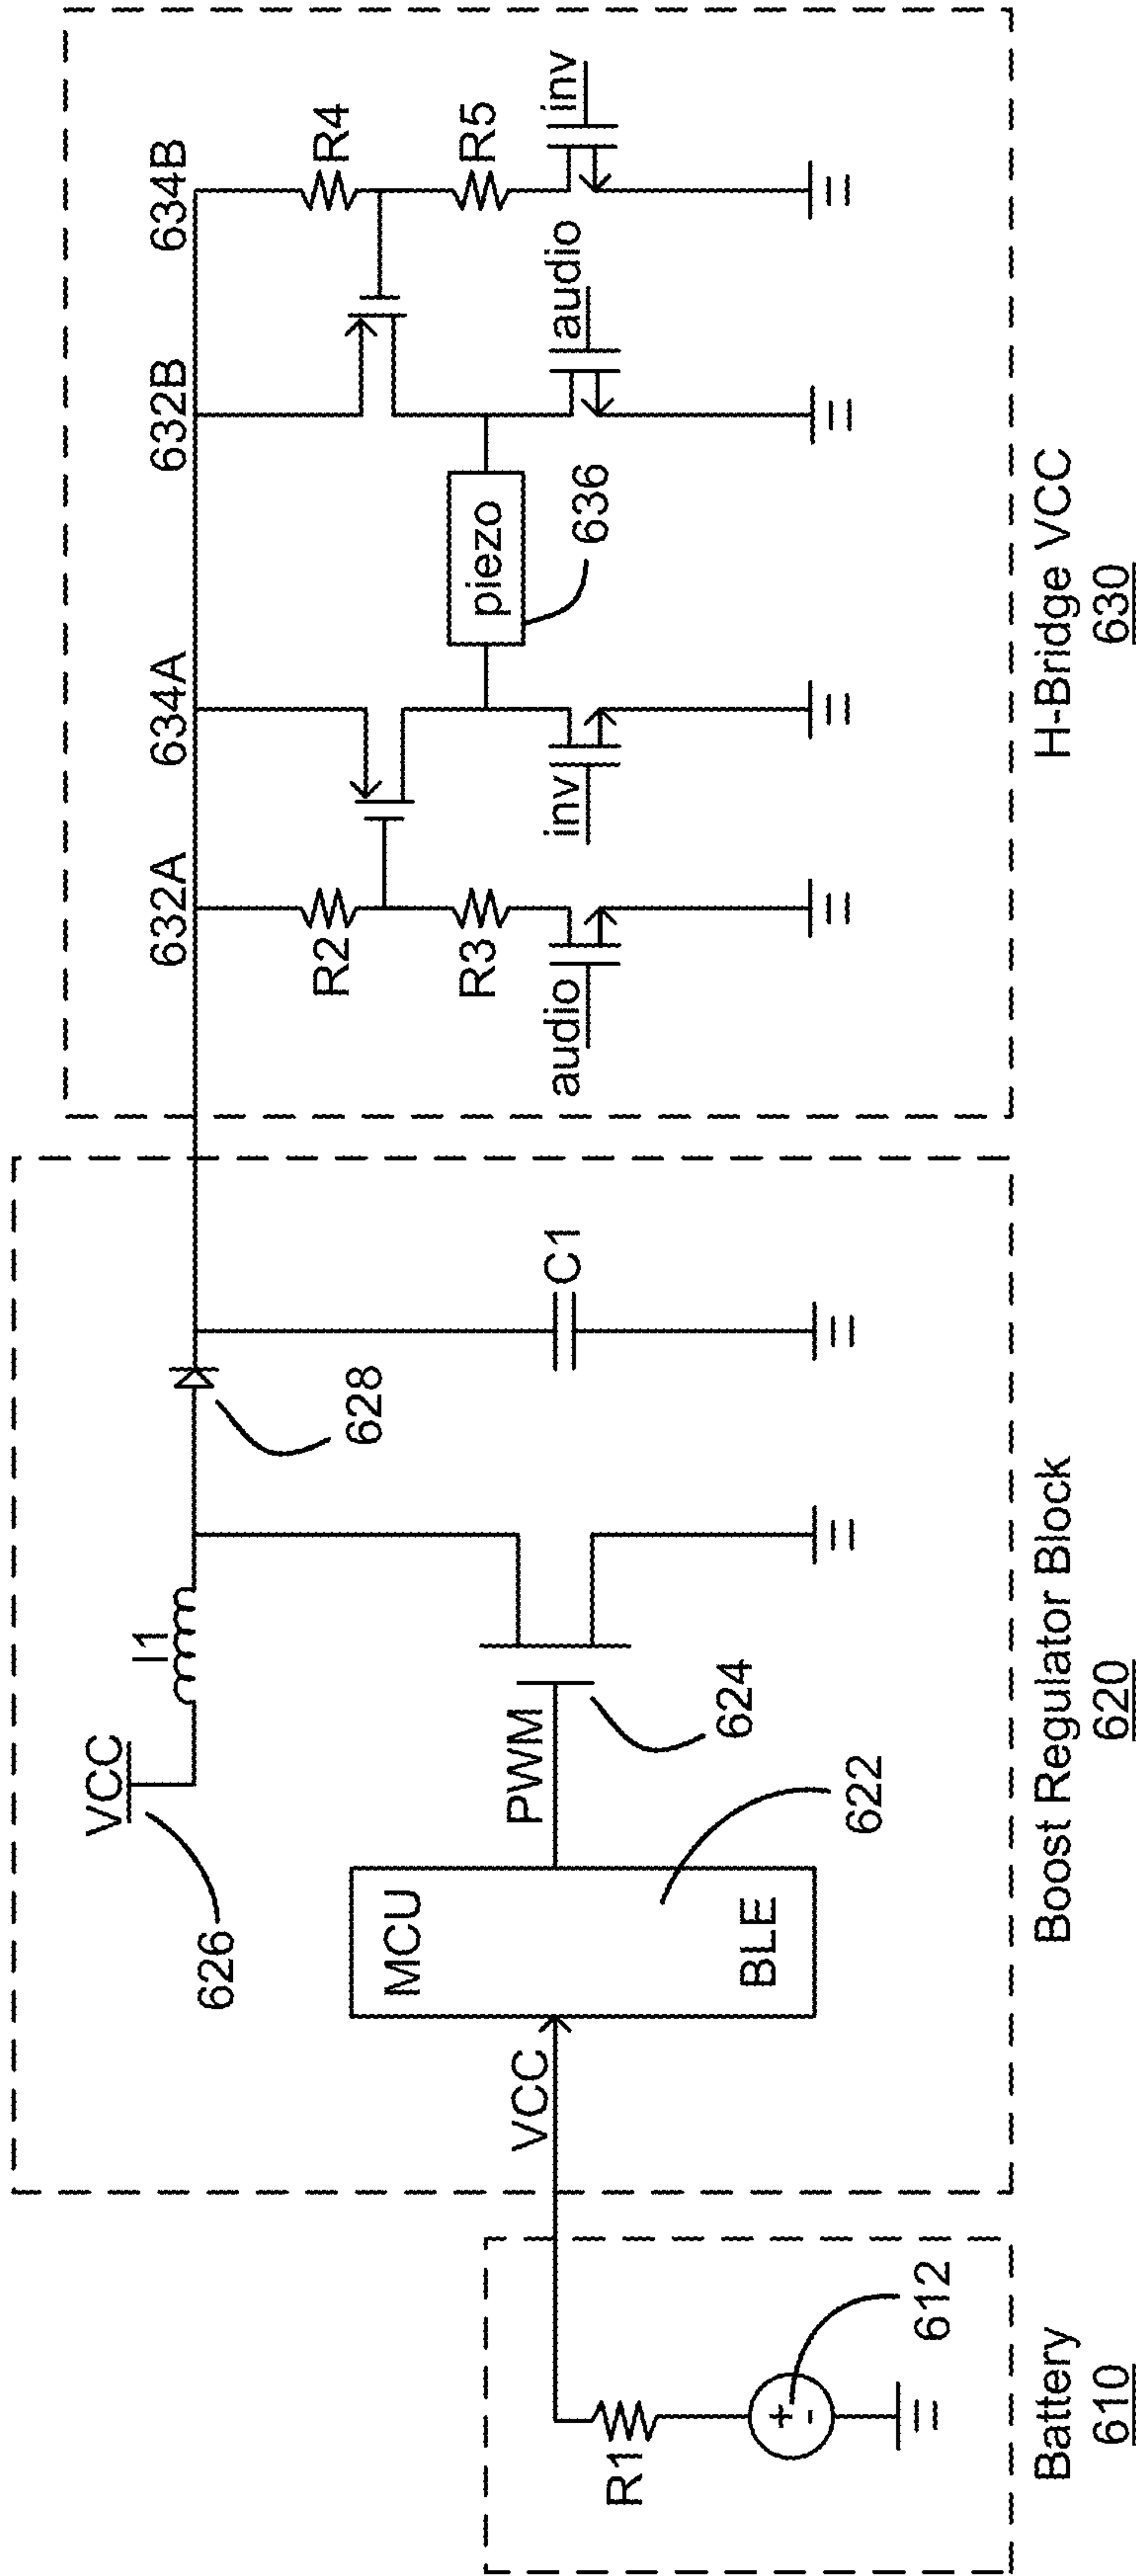 R1
+
-
612
Battery
610
VCC
MCU
BLE
622
626
VCC
I1
PWM
624
628
C1
Boost Regulator Block
620
632A
634A
632B
634B
R2
R3
R4
R5
audio
inv
piezo
636
audio
inv
H-Bridge VCC
630